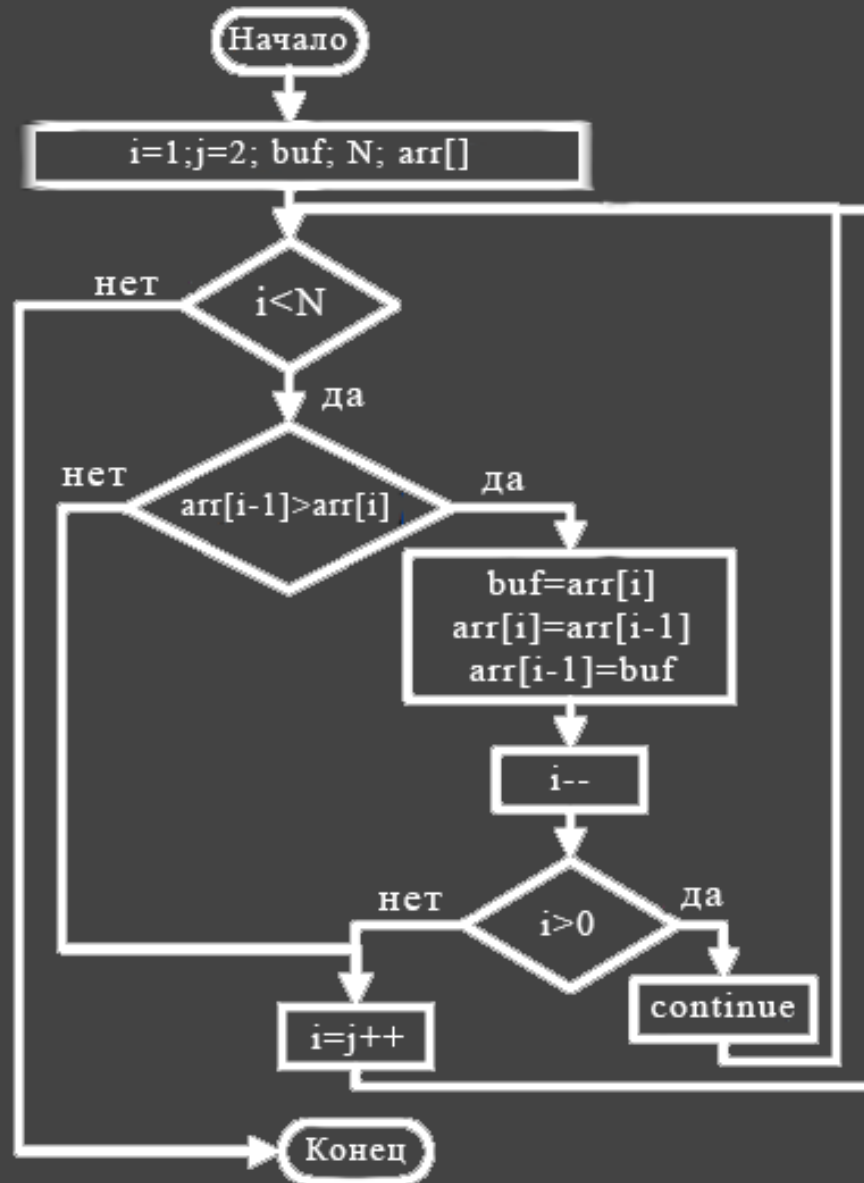 Начало
i=1;j=2; buf; N; arr[]
нет
i<N
да
нет
arr[i-1]>arr[i]
да
buf=arr[i]
arr[i]=arr[i-1]
arr[i-1]=buf
i--
нет
i>0
да
continue
i=j++
Конец